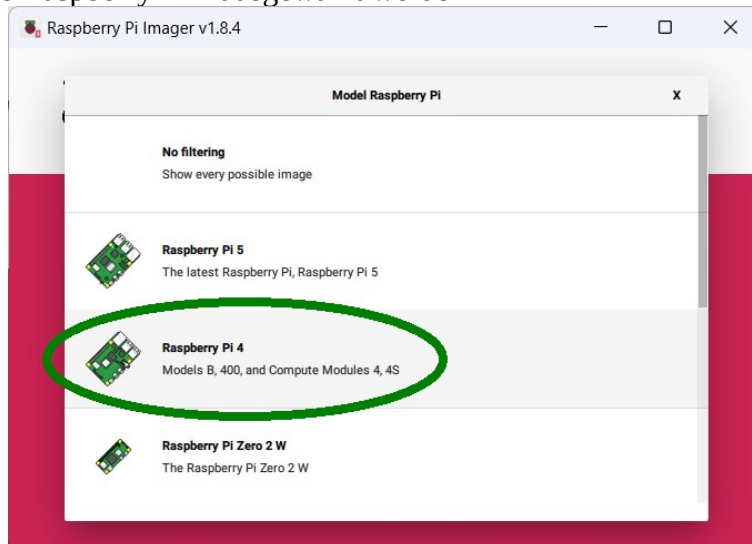 Raspberry Pi Imager v1.8.4
Model Raspberry Pi
X
No filtering
Show every possible image
Raspberry Pi 5
The latest Raspberry Pi, Raspberry Pi 5
Raspberry Pi 4
Models B, 400, and Compute Modules 4, 4S
Raspberry Pi Zero 2 W
The Raspberry Pi Zero 2 W